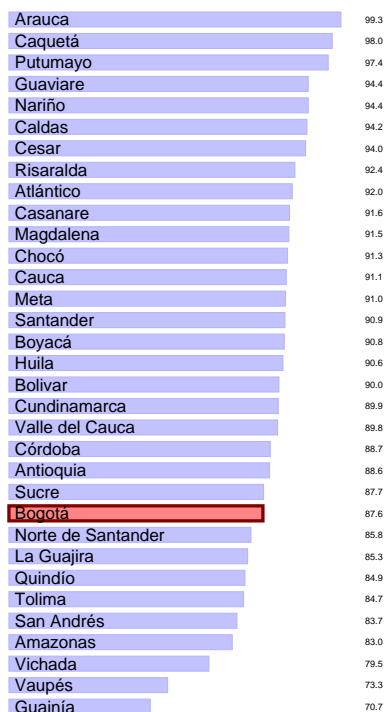 Arauca 99.3
Caquetá 98.0
Putumayo 97.4
Guaviare 94.4
Nariño 94.4
Caldas 94.2
Cesar 94.0
Risaralda 92.4
Atlántico 92.0
Casanare 91.6
Magdalena 91.5
Chocó 91.3
Cauca 91.1
Meta 91.0
Santander 90.9
Boyacá 90.8
Huila 90.6
Bolivar 90.0
Cundinamarca 89.9
Valle del Cauca 89.8
Córdoba 88.7
Antioquia 88.6
Sucre 87.7
Bogotá 87.6
Norte de Santander 85.8
La Guajira 85.3
Quindío 84.9
Tolima 84.7
San Andrés 83.7
Amazonas 83.0
Vichada 79.5
Vaupés 73.3
Guainía 70.7